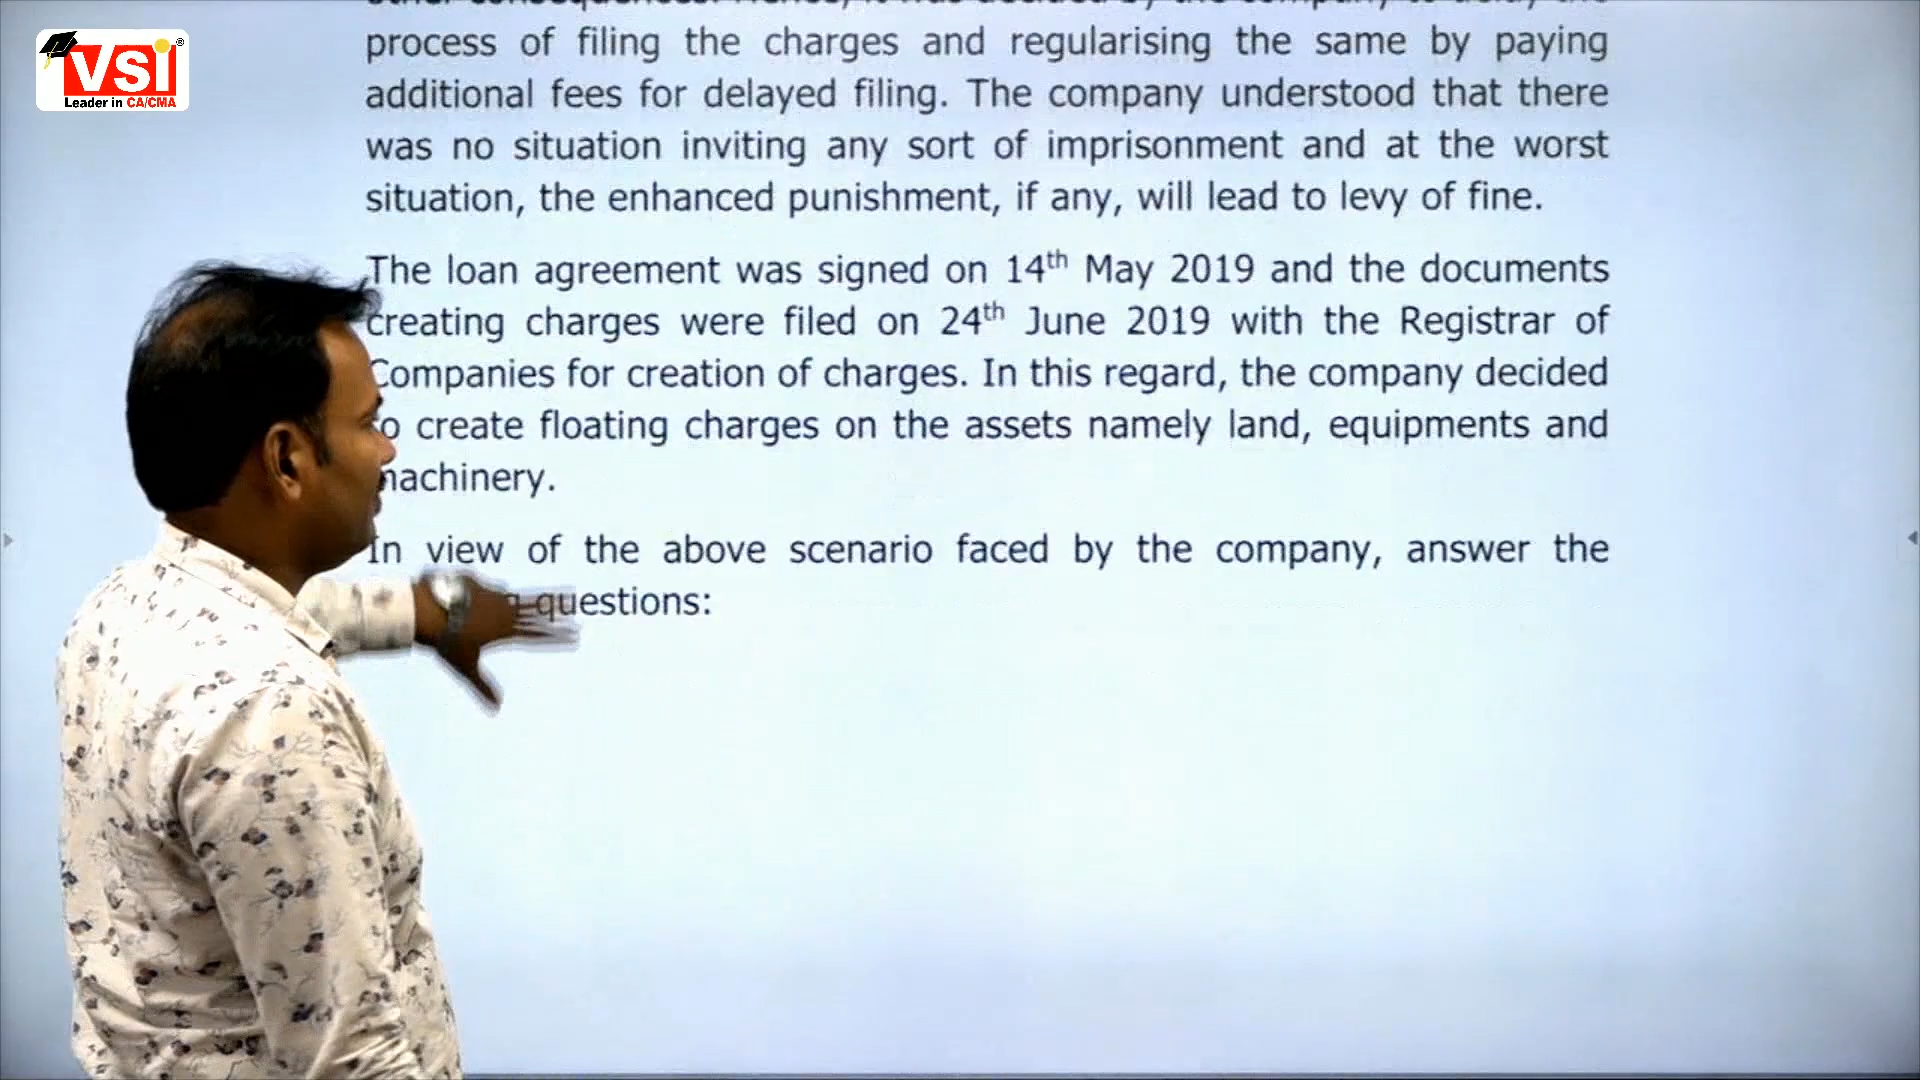 VSI
®
Leader in CA/CMA
process of filing the charges and regularising the same by paying
additional fees for delayed filing. The company understood that there
was no situation inviting any sort of imprisonment and at the worst
situation, the enhanced punishment, if any, will lead to levy of fine.
The loan agreement was signed on 14th May 2019 and the documents
creating charges were filed on 24th June 2019 with the Registrar of
Companies for creation of charges. In this regard, the company decided
to create floating charges on the assets namely land, equipments and
machinery.
In view of the above scenario faced by the company, answer the
questions: